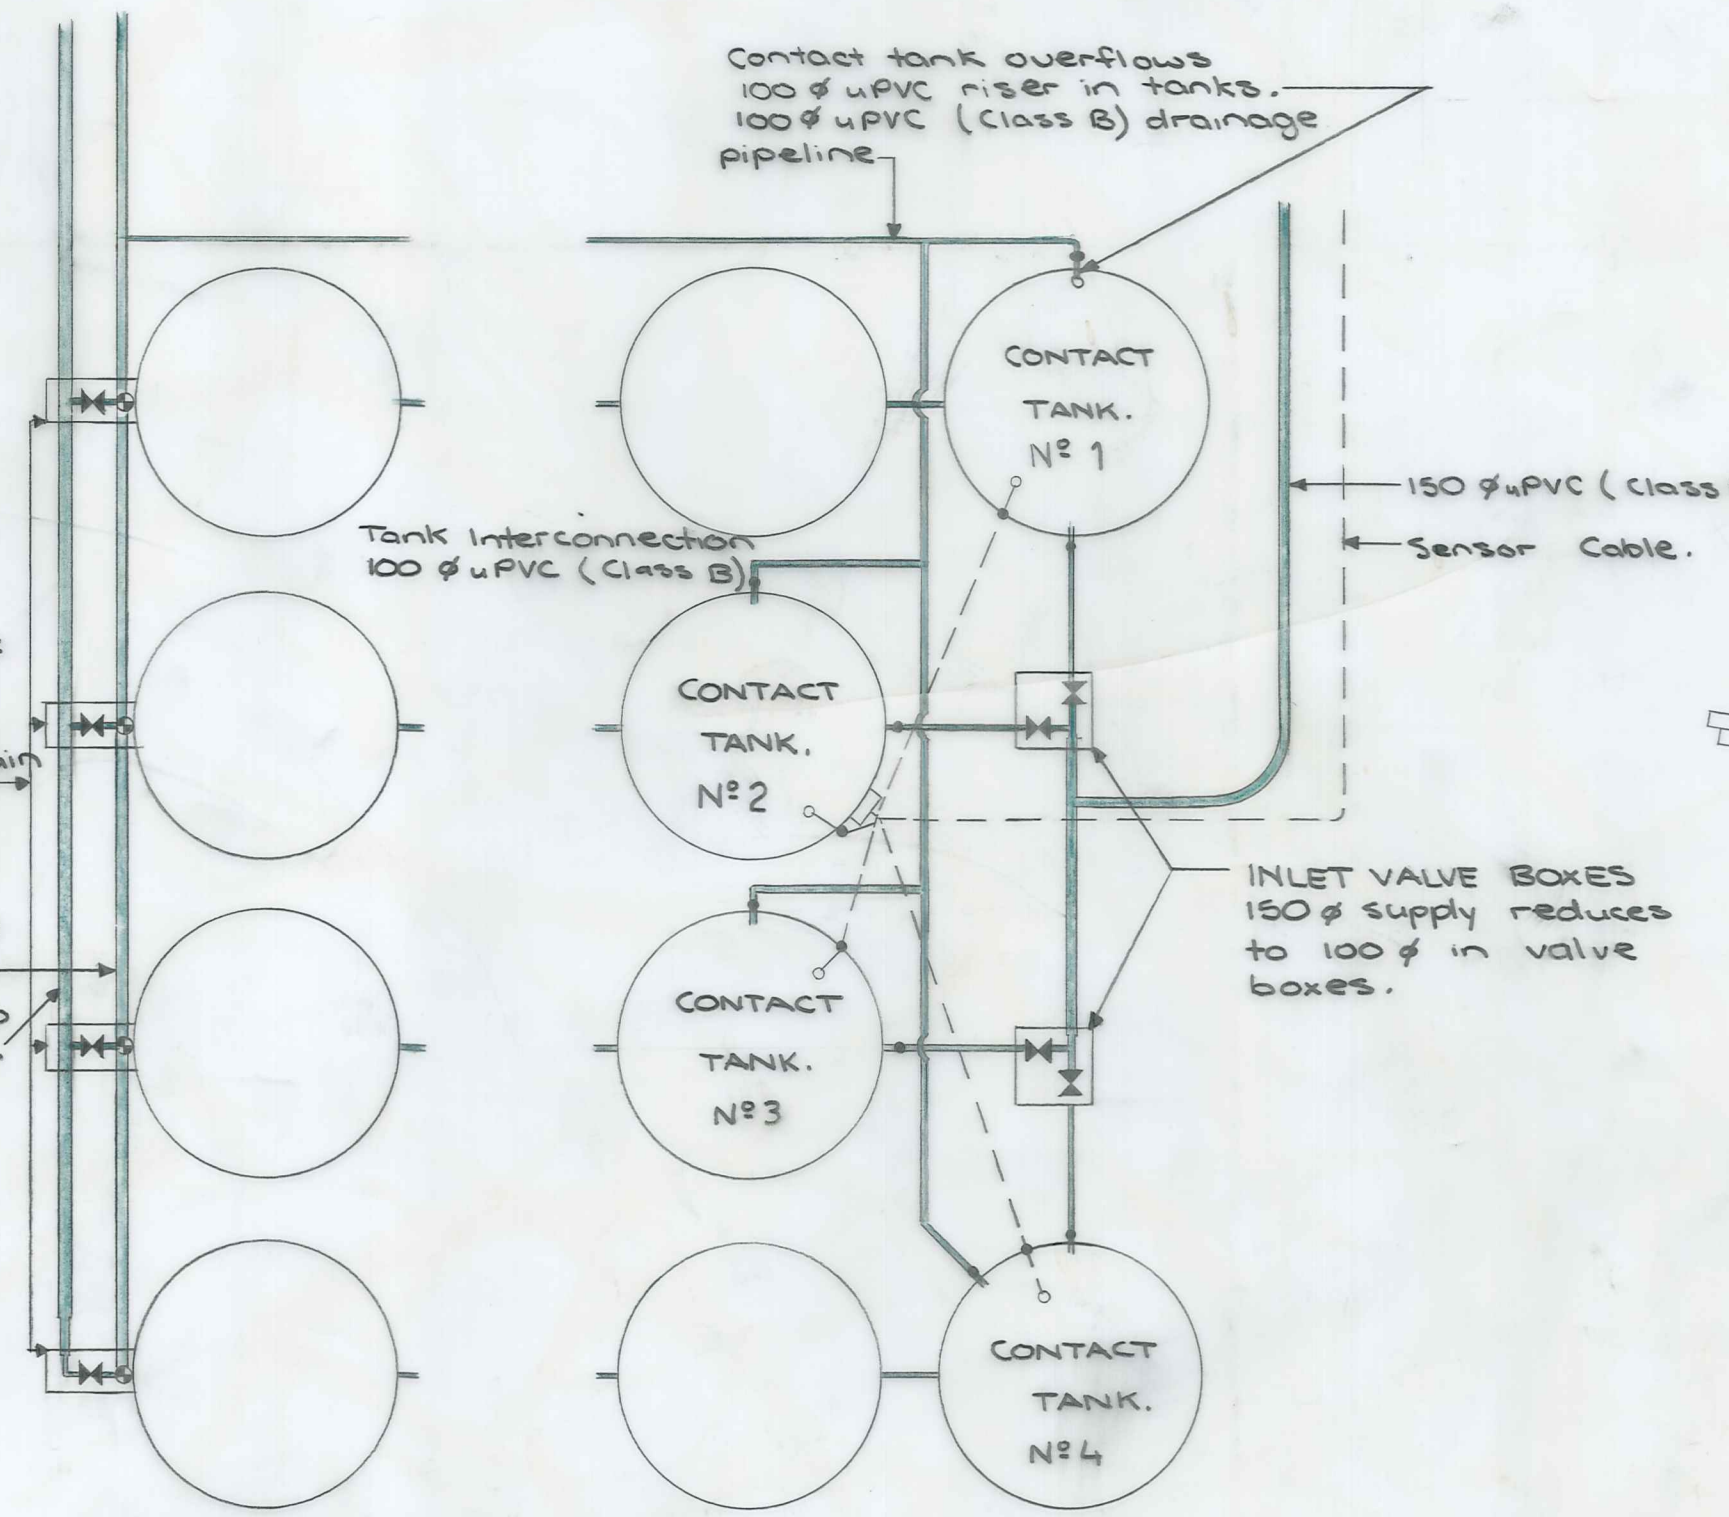 Contact tank overflows
100 ø uPVC riser in tanks.
100 ø uPVC (Class B) drainage
pipeline
CONTACT
TANK.
Nº 1
150 ø uPVC (Class
Sensor Cable.
Tank Interconnection
100 ø uPVC (Class B)
CONTACT
TANK.
Nº 2
ain
INLET VALVE BOXES
150 ø supply reduces
to 100 ø in valve
boxes.
CONTACT
TANK.
Nº 3
CONTACT
TANK.
Nº 4